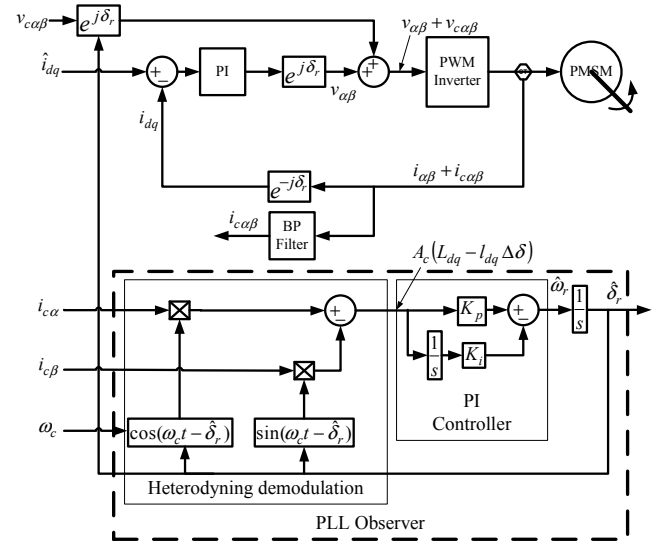 v_{cαβ}
e^{jδ_r}
v_{αβ} + v_{cαβ}
î_{dq}
+
−
PI
e^{jδ_r}
+
+
PWM
Inverter
PMSM
v_{αβ}
i_{dq}
e^{−jδ_r}
i_{αβ} + i_{cαβ}
i_{cαβ}
BP
Filter
A_c(L_{dq} − l_{dq} Δδ)
i_{cα}
+
−
K_p
+
−
ω̂_r
1/s
δ̂_r
i_{cβ}
1/s
K_i
PI
Controller
ω_c
cos(ω_c t − δ̂_r)
sin(ω_c t − δ̂_r)
Heterodyning demodulation
PLL Observer